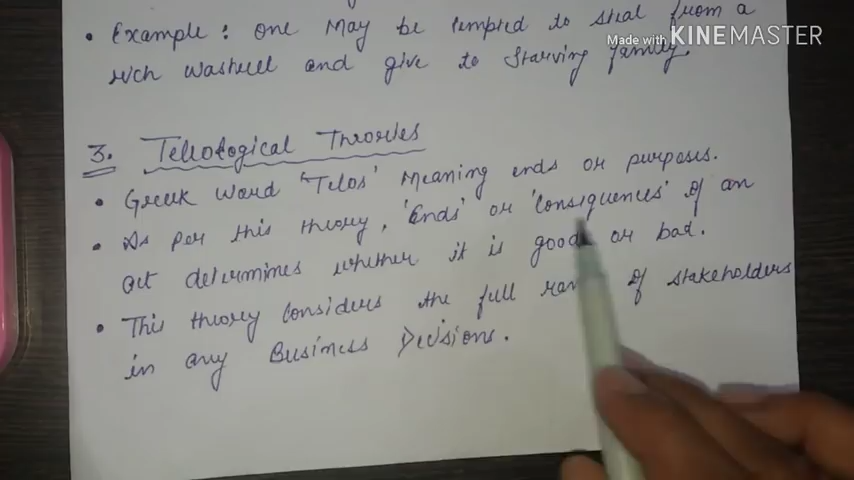 • Example: One may be tempted to steal from a
rich wastrel and give to starving family.
Made with KINEMASTER
3. Teleological Theories
• Greek word 'Telos' Meaning ends or purposes.
• As per this theory, 'Ends' or 'Consequences' of an
act determines whether it is good or bad.
• This theory considers the full of stakeholders
in any Business Decisions.